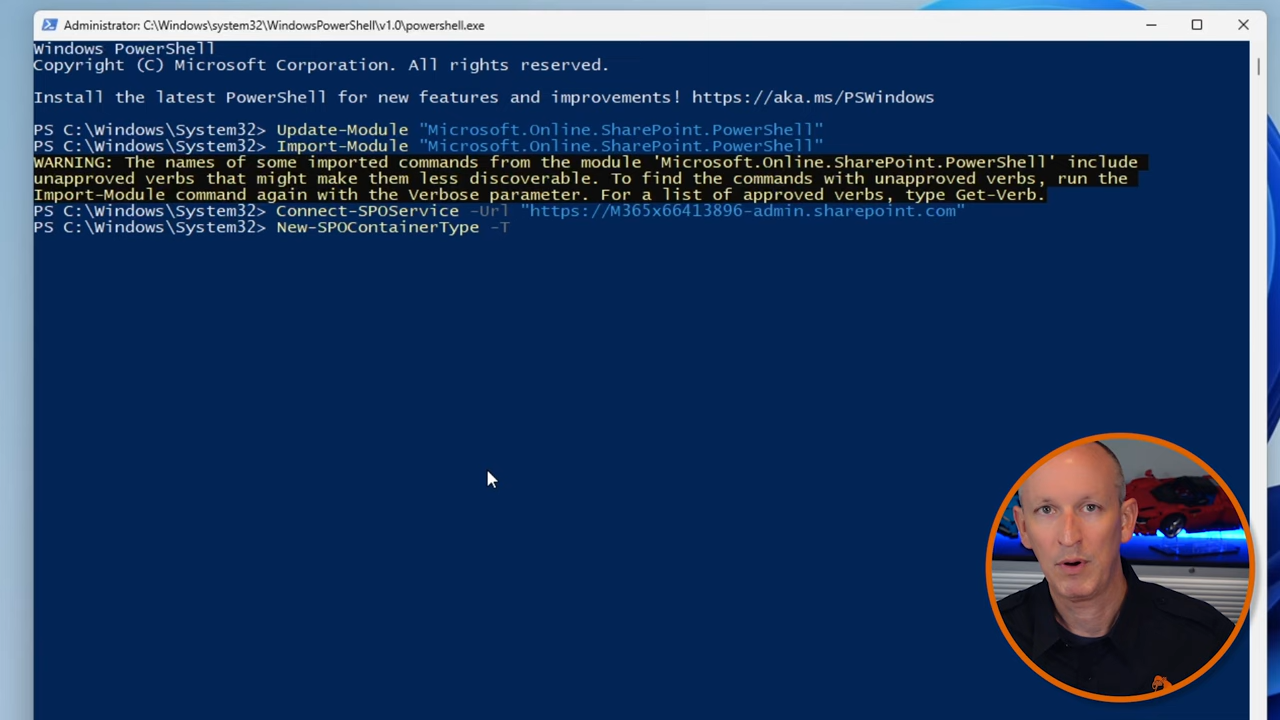 Administrator: C:\Windows\system32\WindowsPowerShell\v1.0\powershell.exe
Windows PowerShell
Copyright (C) Microsoft Corporation. All rights reserved.
Install the latest PowerShell for new features and improvements! https://aka.ms/PSWindows
PS C:\Windows\System32> Update-Module "Microsoft.Online.SharePoint.PowerShell"
PS C:\Windows\System32> Import-Module "Microsoft.Online.SharePoint.PowerShell"
WARNING: The names of some imported commands from the module 'Microsoft.Online.SharePoint.PowerShell' include
unapproved verbs that might make them less discoverable. To find the commands with unapproved verbs, run the
Import-Module command again with the Verbose parameter. For a list of approved verbs, type Get-Verb.
PS C:\Windows\System32> Connect-SPOService -Url "https://M365x66413896-admin.sharepoint.com"
PS C:\Windows\System32> New-SPOContainerType -T